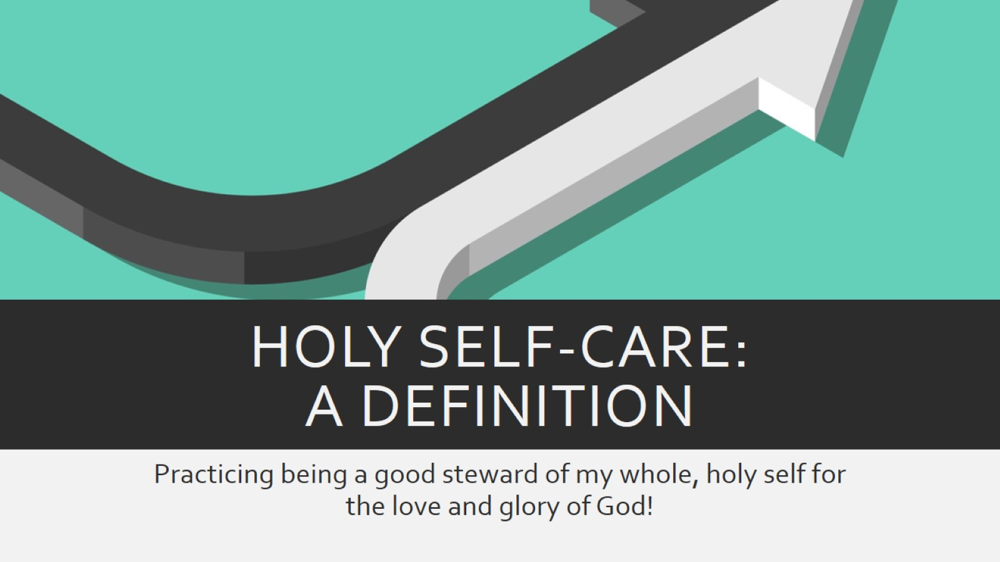 HOLY SELF-CARE:
A DEFINITION
Practicing being a good steward of my whole, holy self for
the love and glory of God!